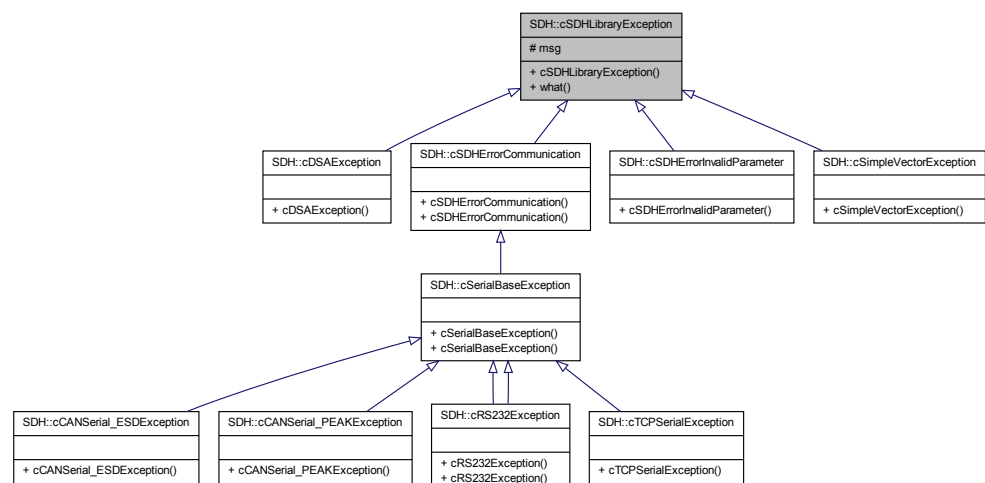 SDH::cSDHLibraryException
# msg
+ cSDHLibraryException()
+ what()
SDH::cDSAException
+ cDSAException()
SDH::cSDHErrorCommunication
+ cSDHErrorCommunication()
+ cSDHErrorCommunication()
SDH::cSDHErrorInvalidParameter
+ cSDHErrorInvalidParameter()
SDH::cSimpleVectorException
+ cSimpleVectorException()
SDH::cSerialBaseException
+ cSerialBaseException()
+ cSerialBaseException()
SDH::cCANSerial_ESDException
+ cCANSerial_ESDException()
SDH::cCANSerial_PEAKException
+ cCANSerial_PEAKException()
SDH::cRS232Exception
+ cRS232Exception()
+ cRS232Exception()
SDH::cTCPSerialException
+ cTCPSerialException()